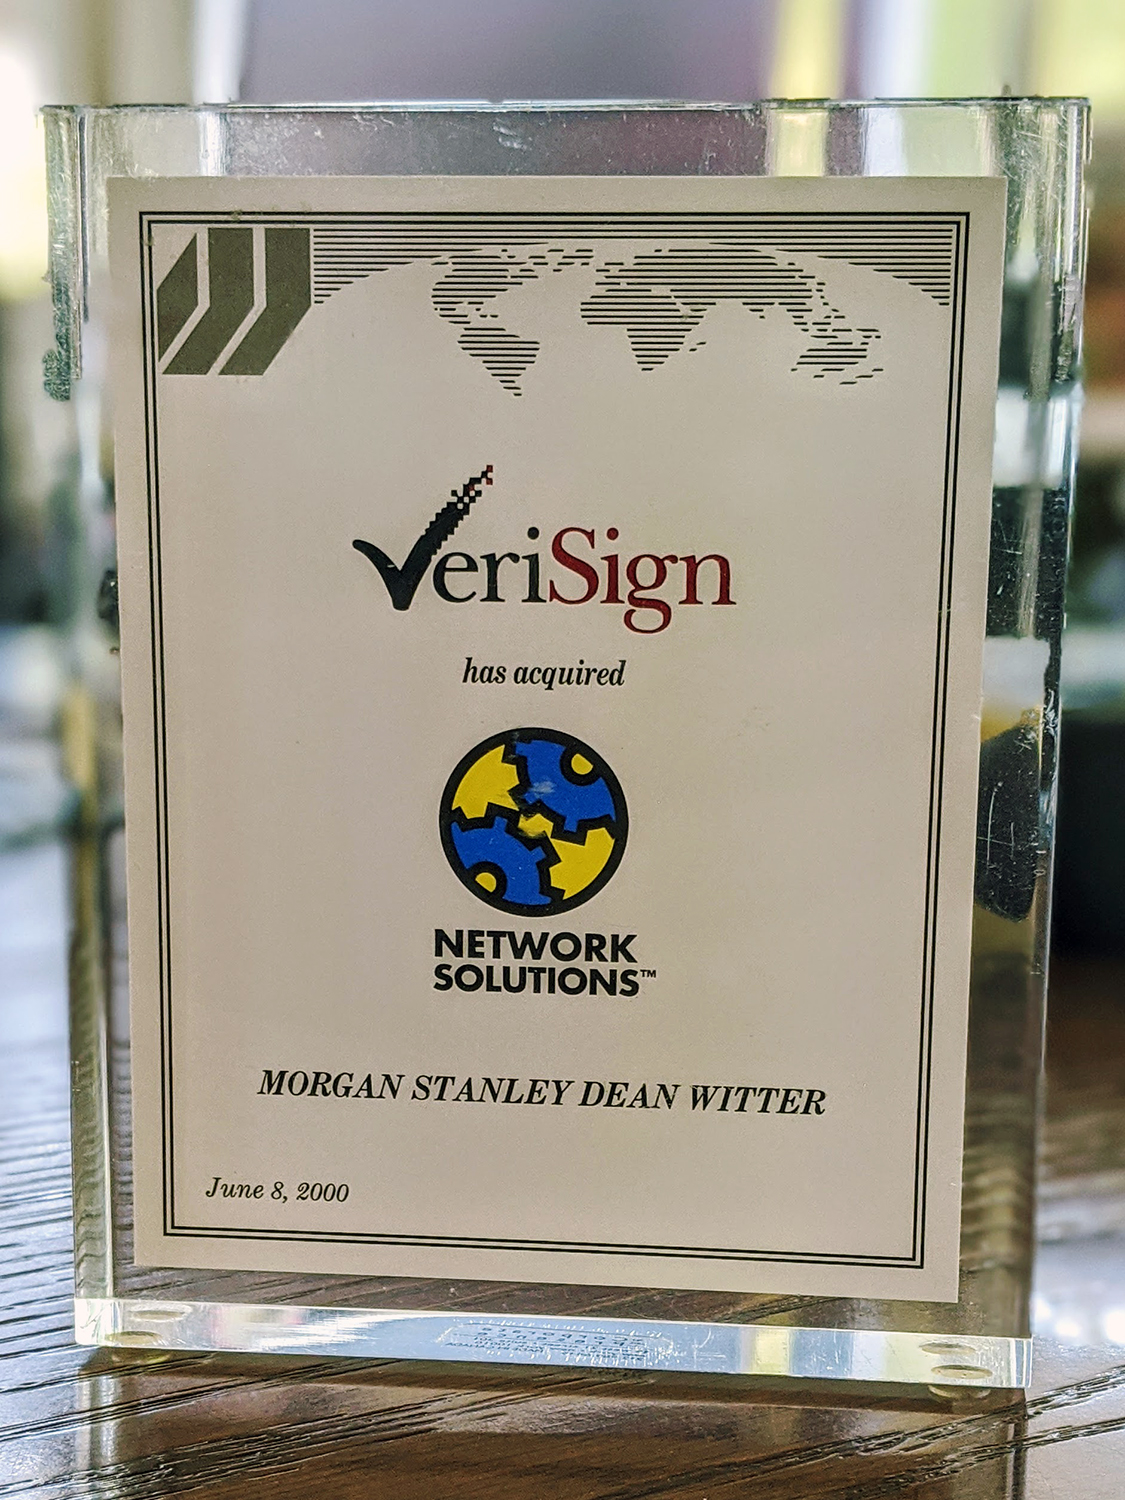 VeriSign
has acquired
NETWORK
SOLUTIONS™
MORGAN STANLEY DEAN WITTER
June 8, 2000